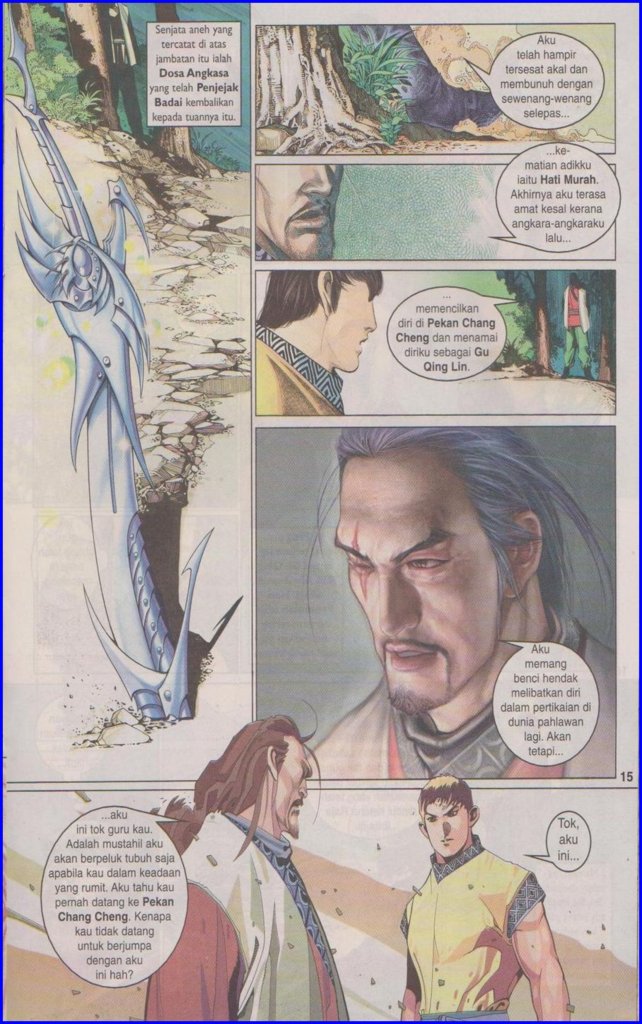 Senjata aneh yang
tercatat di atas
jambatan itu ialah
Dosa Angkasa
yang telah Penjejak
Badai kembalikan
kepada tuannya itu.
Aku
telah hampir
tersesat akal dan
membunuh dengan
sewenang-wenang
selepas...
...ke-
matian adikku
iaitu Hati Murah.
Akhirnya aku terasa
amat kesal kerana
angkara-angkaraku
lalu...
...
memencilkan
diri di Pekan Chang
Cheng dan menamai
diriku sebagai Gu
Qing Lin.
Aku
memang
benci hendak
melibatkan diri
dalam pertikaian di
dunia pahlawan
lagi. Akan
tetapi...
15
...aku
ini tok guru kau.
Adalah mustahil aku
akan berpeluk tubuh saja
apabila kau dalam keadaan
yang rumit. Aku tahu kau
pernah datang ke Pekan
Chang Cheng. Kenapa
kau tidak datang
untuk berjumpa
dengan aku
ini hah?
Tok,
aku
ini...